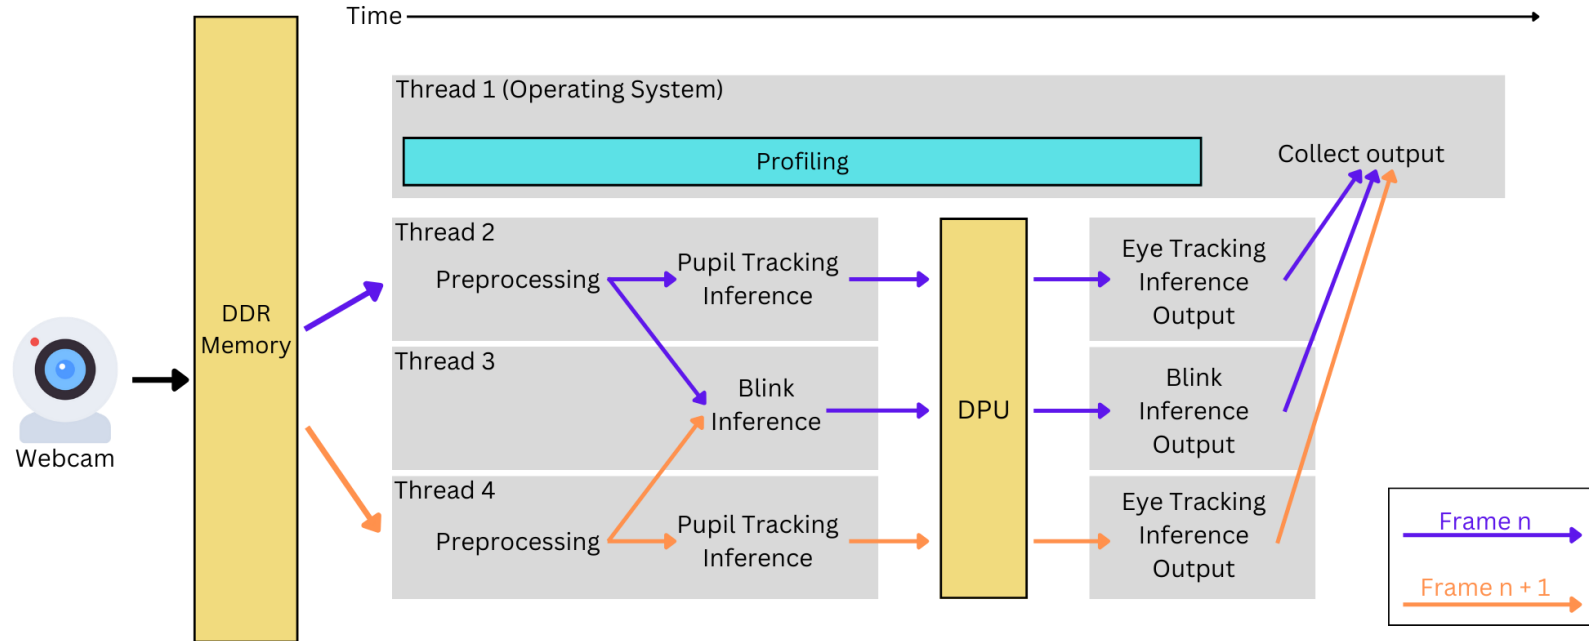 Time
Thread 1 (Operating System)
Profiling
Collect output
Thread 2
Preprocessing
Pupil Tracking
Inference
Eye Tracking
Inference
Output
DDR
Memory
Thread 3
Blink
Inference
DPU
Blink
Inference
Output
Webcam
Thread 4
Preprocessing
Pupil Tracking
Inference
Eye Tracking
Inference
Output
Frame n
Frame n + 1